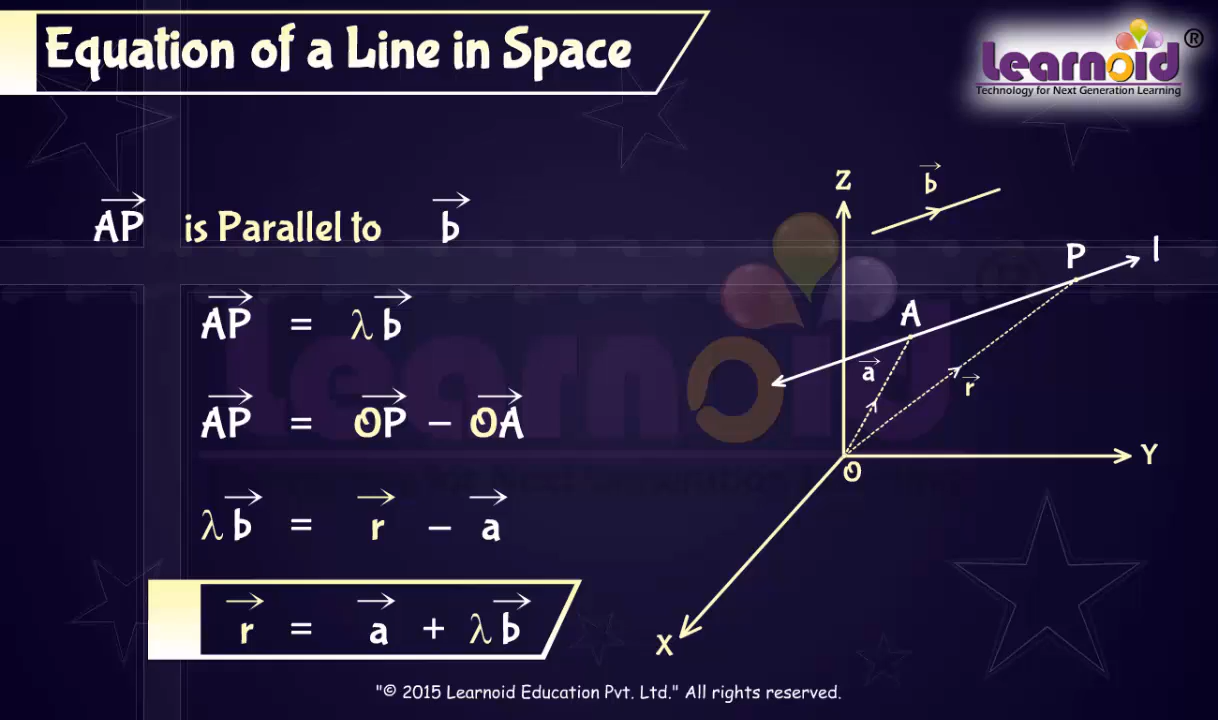 Equation of a Line in Space
Learnoid ®
Technology for Next Generation Learning
AP⃗ is Parallel to b⃗
AP⃗ = λb⃗
AP⃗ = OP⃗ − OA⃗
λb⃗ = r⃗ − a⃗
r⃗ = a⃗ + λb⃗
Z
b⃗
P
l
A
a⃗
r⃗
Y
O
X
"© 2015 Learnoid Education Pvt. Ltd." All rights reserved.